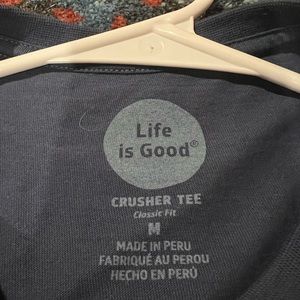 Life
is Good®
CRUSHER TEE
Classic Fit
M
MADE IN PERU
FABRIQUÉ AU PEROU
HECHO EN PERÚ